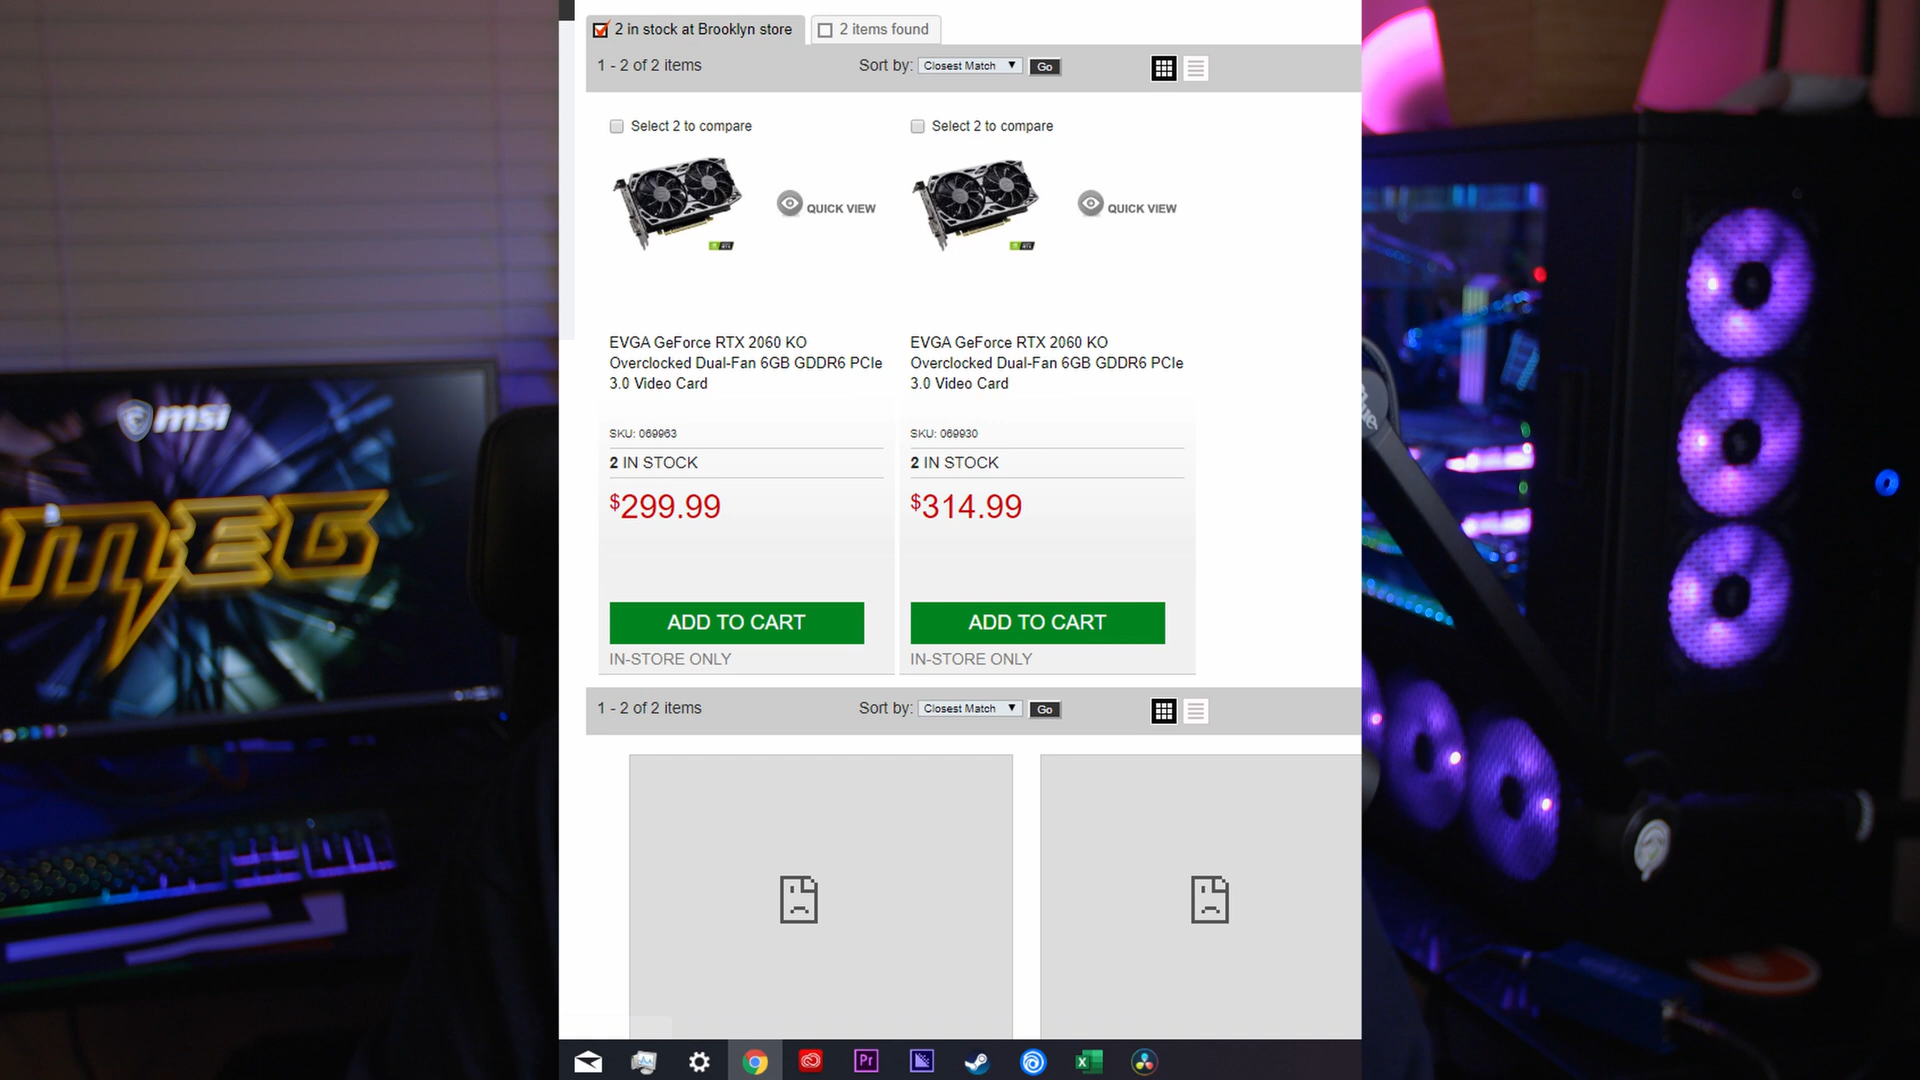 2 in stock at Brooklyn store
2 items found
1 - 2 of 2 items
Sort by: Closest Match Go
Select 2 to compare
Select 2 to compare
QUICK VIEW
QUICK VIEW
EVGA GeForce RTX 2060 KO
Overclocked Dual-Fan 6GB GDDR6 PCIe
3.0 Video Card
EVGA GeForce RTX 2060 KO
Overclocked Dual-Fan 6GB GDDR6 PCIe
3.0 Video Card
SKU: 069963
SKU: 069930
2 IN STOCK
2 IN STOCK
$299.99
$314.99
ADD TO CART
ADD TO CART
IN-STORE ONLY
IN-STORE ONLY
1 - 2 of 2 items
Sort by: Closest Match Go
msi
MEG
Pr